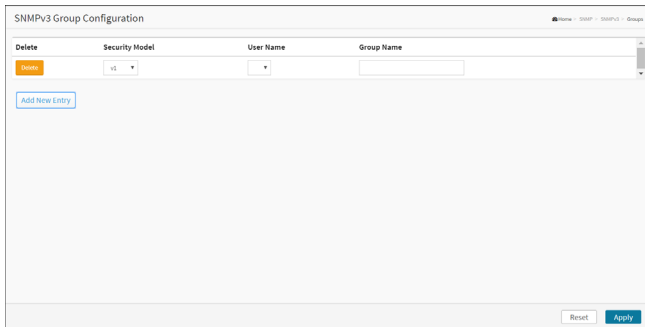 SNMPv3 Group Configuration
Home > SNMP > SNMPv3 > Groups
Delete Security Model User Name Group Name
Delete v1
Add New Entry
Reset Apply